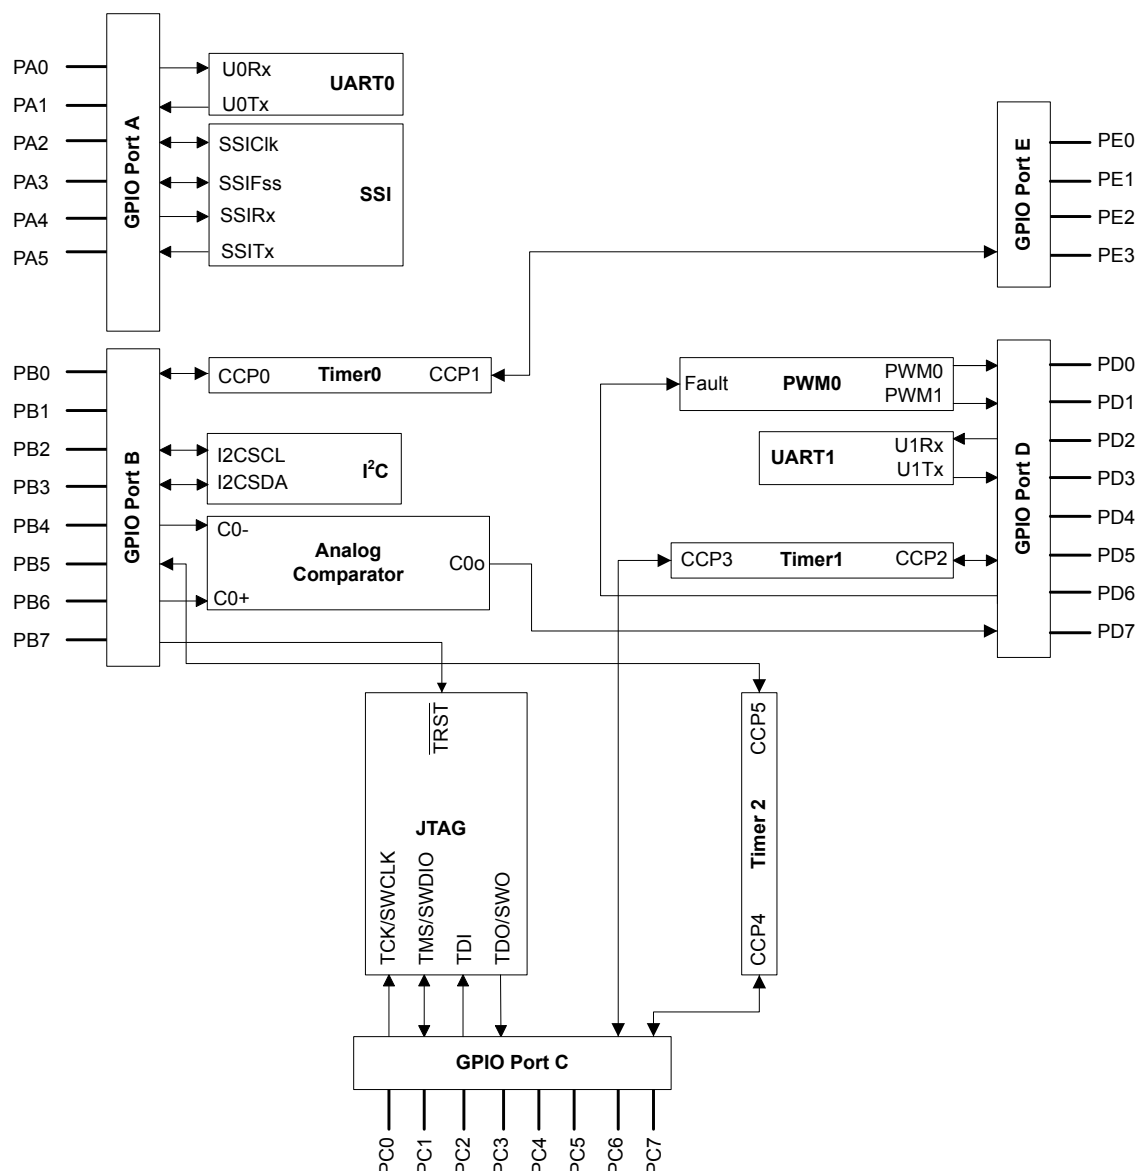 PA0
PA1
PA2
PA3
PA4
PA5
GPIO Port A
U0Rx
U0Tx
UART0
SSIClk
SSIFss
SSIRx
SSITx
SSI
GPIO Port E
PE0
PE1
PE2
PE3
PB0
PB1
PB2
PB3
PB4
PB5
PB6
PB7
GPIO Port B
CCP0
Timer0
CCP1
I2CSCL
I2CSDA
I²C
C0-
C0+
Analog
Comparator
C0o
Fault
PWM0
PWM0
PWM1
UART1
U1Rx
U1Tx
CCP3
Timer1
CCP2
GPIO Port D
PD0
PD1
PD2
PD3
PD4
PD5
PD6
PD7
TRST
JTAG
TCK/SWCLK
TMS/SWDIO
TDI
TDO/SWO
CCP5
Timer 2
CCP4
GPIO Port C
PC0
PC1
PC2
PC3
PC4
PC5
PC6
PC7